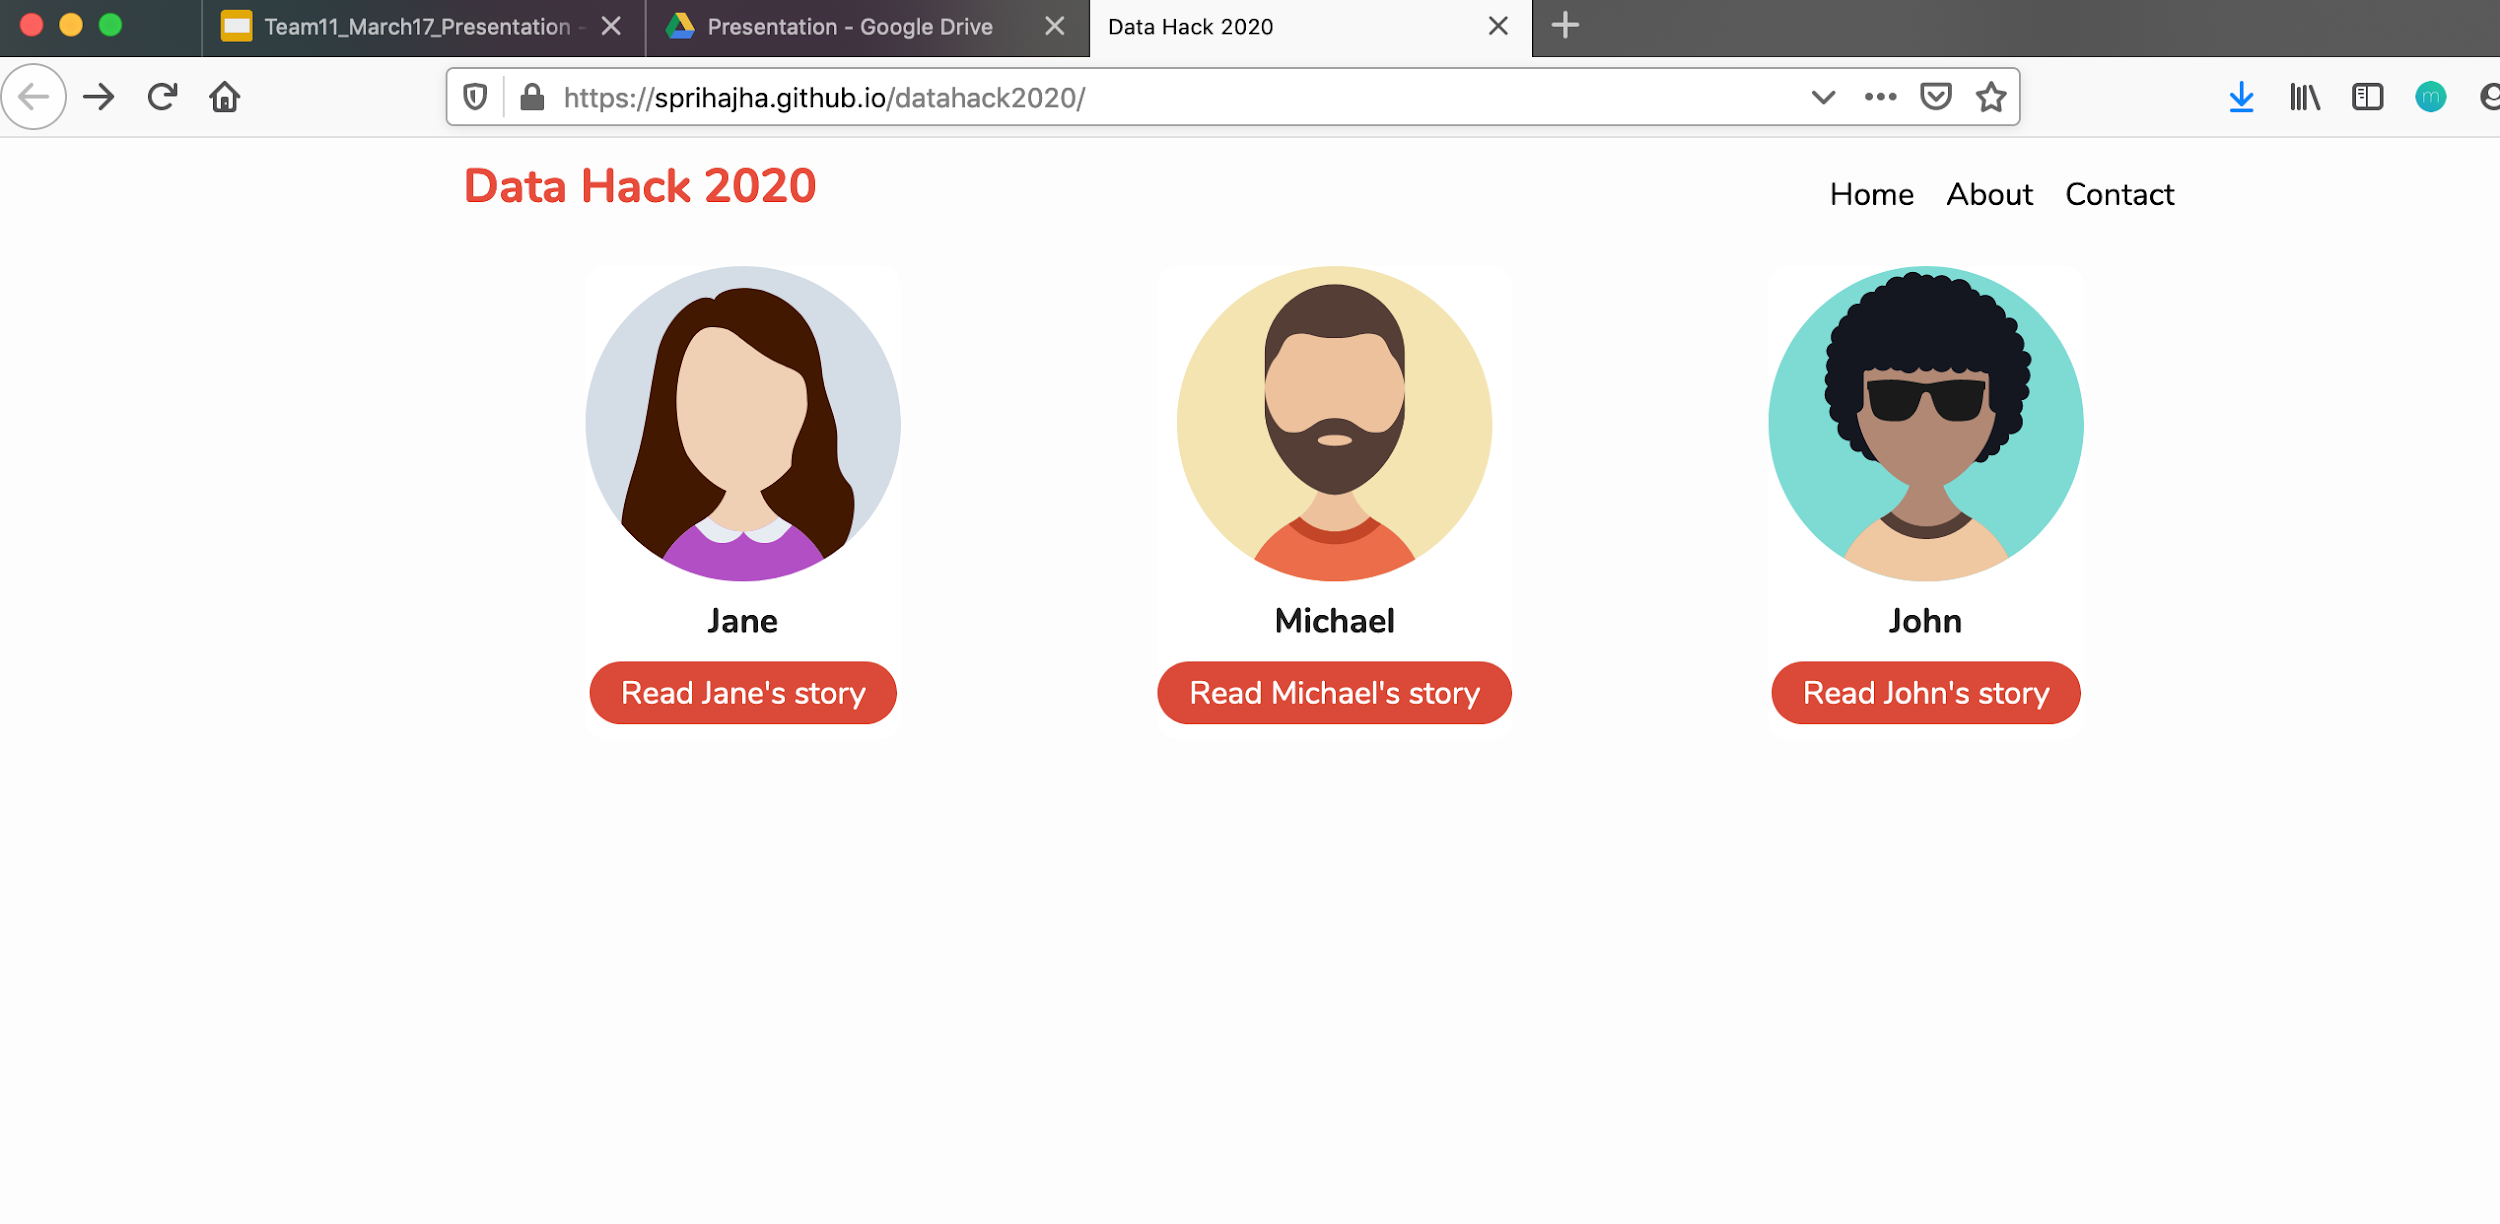 Team11_March17_Presentation -
Presentation - Google Drive
Data Hack 2020
https://sprihajha.github.io/datahack2020/
m
Data Hack 2020
Home About Contact
Jane
Michael
John
Read Jane's story
Read Michael's story
Read John's story